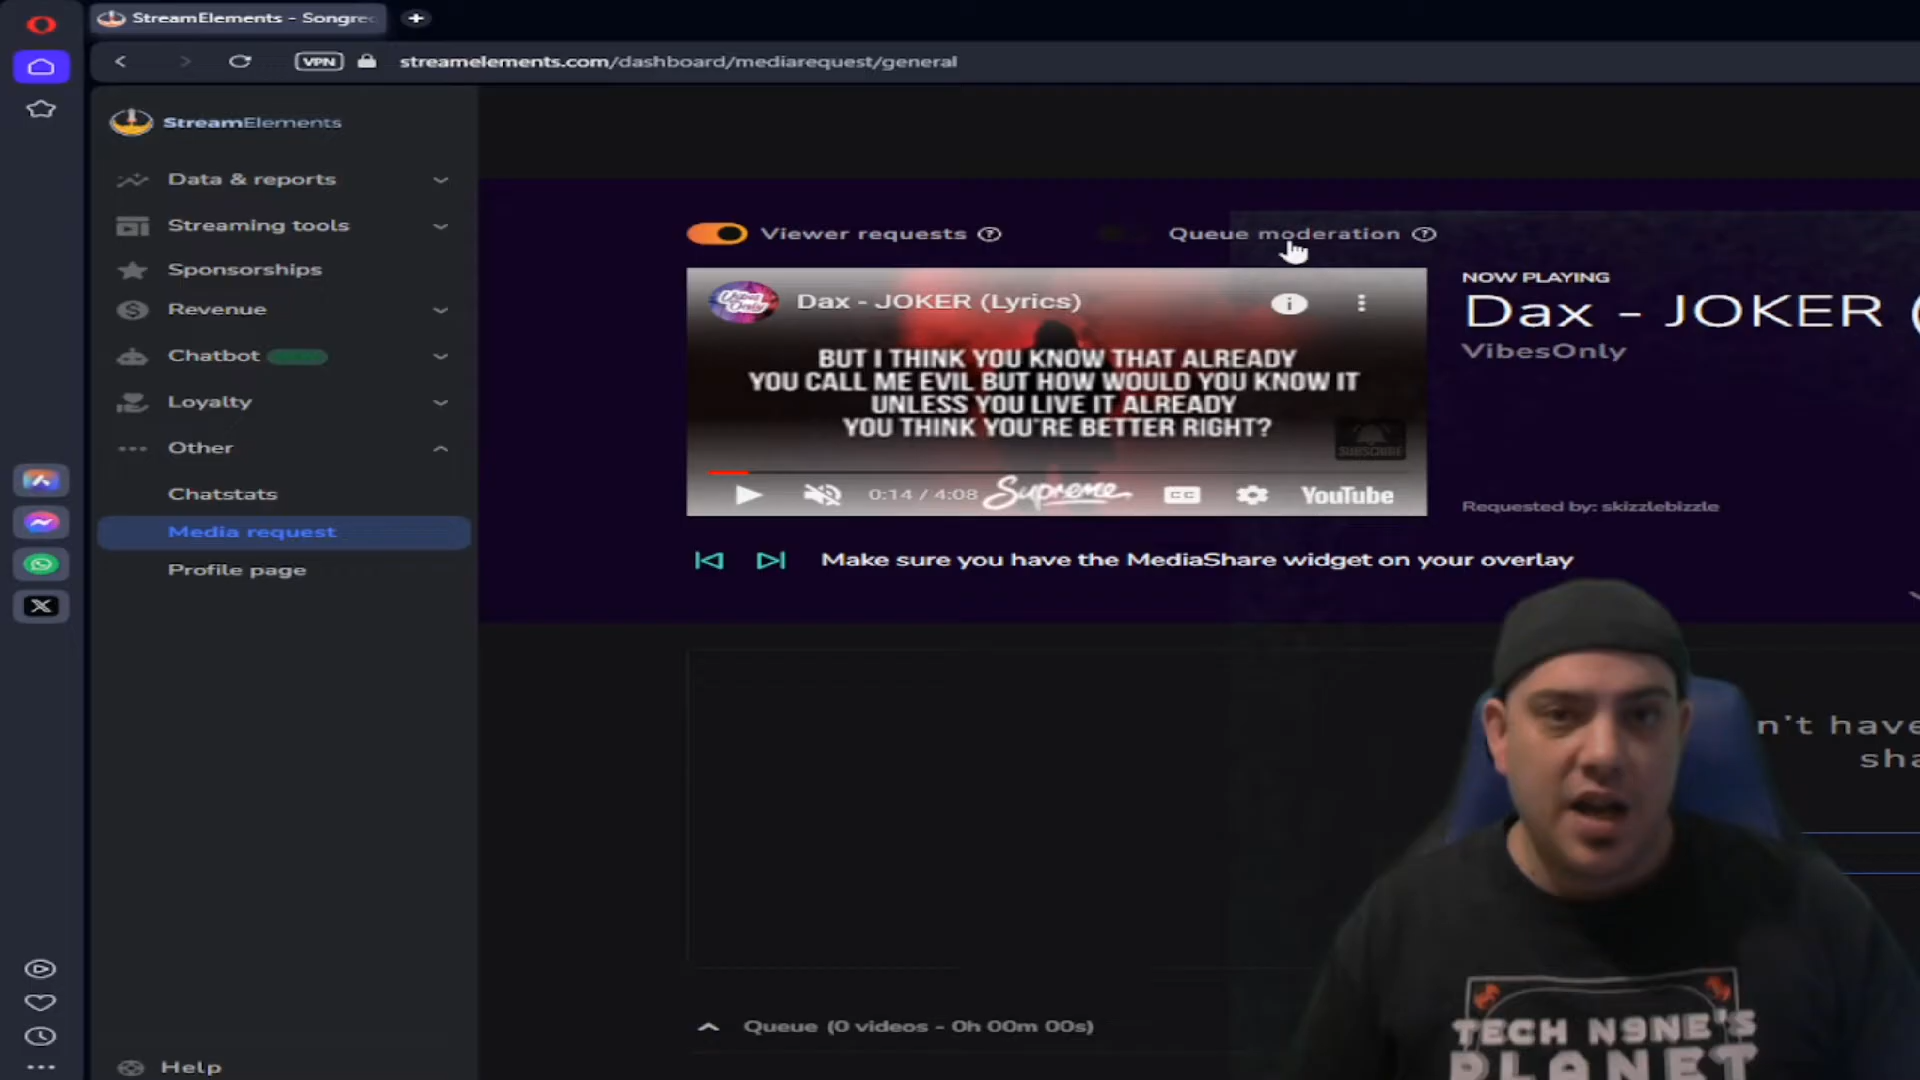 StreamElements - Songrec
VPN
streamelements.com/dashboard/mediarequest/general
StreamElements
Data & reports
Streaming tools
Sponsorships
Revenue
Chatbot
Loyalty
Other
Chatstats
Media request
Profile page
Help
Viewer requests
Queue moderation
Dax - JOKER (Lyrics)
BUT I THINK YOU KNOW THAT ALREADY
YOU CALL ME EVIL BUT HOW WOULD YOU KNOW IT
UNLESS YOU LIVE IT ALREADY
YOU THINK YOU'RE BETTER RIGHT?
SUBSCRIBE
0:14 / 4:08
Supreme
CC
YouTube
NOW PLAYING
Dax - JOKER (
VibesOnly
Requested by: skizzlebizzle
Make sure you have the MediaShare widget on your overlay
n't have
sha
Queue (0 videos - 0h 00m 00s)
TECH N9NE'S
PLANET